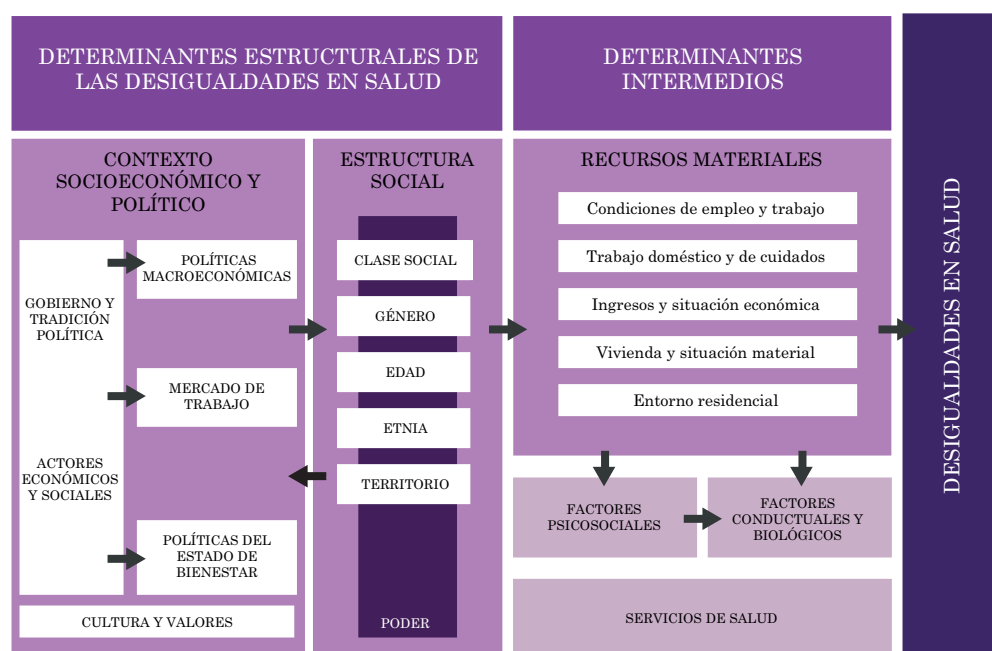 DETERMINANTES ESTRUCTURALES DE
LAS DESIGUALDADES EN SALUD
DETERMINANTES
INTERMEDIOS
CONTEXTO
SOCIOECONÓMICO Y
POLÍTICO
GOBIERNO Y
TRADICIÓN
POLÍTICA
ACTORES
ECONÓMICOS
Y SOCIALES
POLÍTICAS
MACROECONÓMICAS
MERCADO DE
TRABAJO
POLÍTICAS DEL
ESTADO DE
BIENESTAR
CULTURA Y VALORES
ESTRUCTURA
SOCIAL
CLASE SOCIAL
GÉNERO
EDAD
ETNIA
TERRITORIO
PODER
RECURSOS MATERIALES
Condiciones de empleo y trabajo
Trabajo doméstico y de cuidados
Ingresos y situación económica
Vivienda y situación material
Entorno residencial
FACTORES
PSICOSOCIALES
FACTORES
CONDUCTUALES Y
BIOLÓGICOS
SERVICIOS DE SALUD
DESIGUALDADES EN SALUD